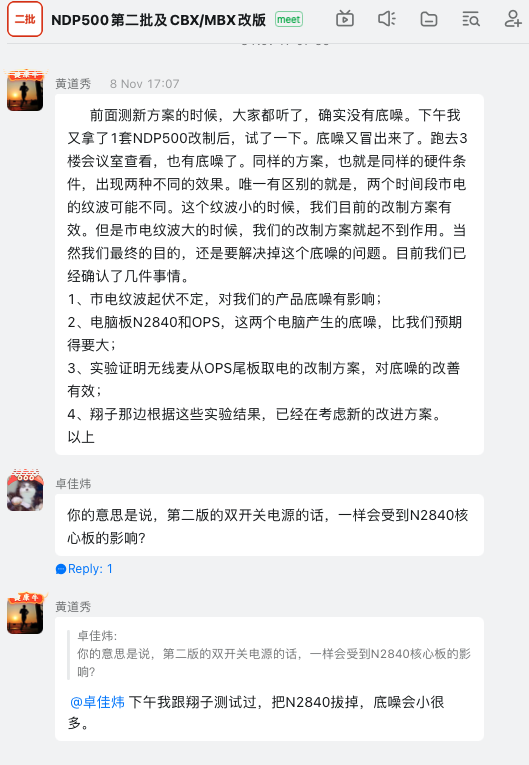 二批
NDP500第二批及CBX/MBX改版
meet
黄道秀
8 Nov 17:07
前面测新方案的时候，大家都听了，确实没有底噪。下午我
又拿了1套NDP500改制后，试了一下。底噪又冒出来了。跑去3
楼会议室查看，也有底噪了。同样的方案，也就是同样的硬件条
件，出现两种不同的效果。唯一有区别的就是，两个时间段市电
的纹波可能不同。这个纹波小的时候，我们目前的改制方案有
效。但是市电纹波大的时候，我们的改制方案就起不到作用。当
然我们最终的目的，还是要解决掉这个底噪的问题。目前我们已
经确认了几件事情。
1、市电纹波起伏不定，对我们的产品底噪有影响；
2、电脑板N2840和OPS，这两个电脑产生的底噪，比我们预期
得要大；
3、实验证明无线麦从OPS尾板取电的改制方案，对底噪的改善
有效；
4、翔子那边根据这些实验结果，已经在考虑新的改进方案。
以上
卓佳炜
你的意思是说，第二版的双开关电源的话，一样会受到N2840核
心板的影响?
Reply: 1
黄道秀
卓佳炜:
你的意思是说，第二版的双开关电源的话，一样会受到N2840核心板的影
响?
@卓佳炜 下午我跟翔子测试过，把N2840拔掉，底噪会小很
多。